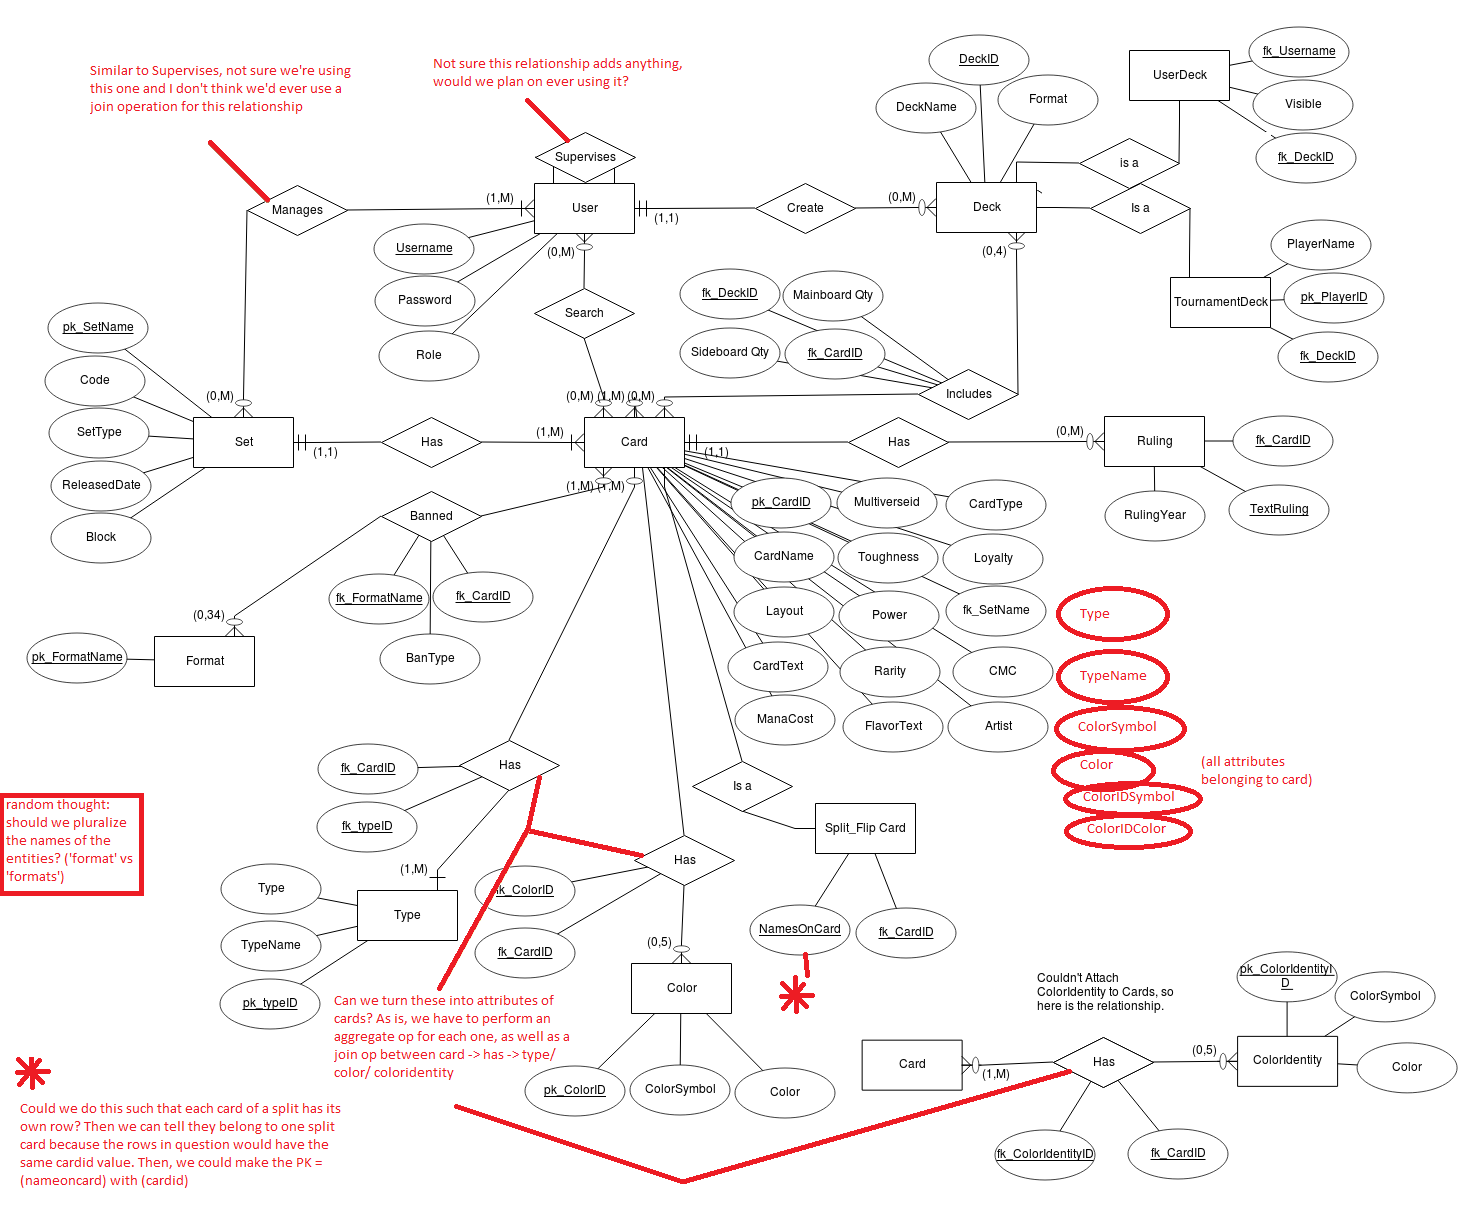 Similar to Supervises, not sure we're using
this one and I don't think we'd ever use a
join operation for this relationship
Not sure this relationship adds anything,
would we plan on ever using it?
DeckID
DeckName
Format
UserDeck
fk_Username
Visible
fk_DeckID
Supervises
is a
Manages
(1,M)
User
(1,1)
Create
(0,M)
Deck
Is a
Username
(0,M)
(0,4)
PlayerName
Password
fk_DeckID
Mainboard Qty
TournamentDeck
pk_PlayerID
pk_SetName
Search
Role
Sideboard Qty
fk_CardID
fk_DeckID
Code
(0,M)
(0,M)
(1,M)
(0,M)
Includes
SetType
Set
(1,1)
Has
(1,M)
Card
(1,1)
Has
(0,M)
Ruling
fk_CardID
ReleasedDate
(1,M)
(1,M)
Block
Banned
pk_CardID
Multiverseid
CardType
RulingYear
TextRuling
CardName
Toughness
Loyalty
fk_FormatName
fk_CardID
Layout
Power
fk_SetName
Type
(0,34)
pk_FormatName
Format
BanType
CardText
Rarity
CMC
TypeName
ManaCost
FlavorText
Artist
ColorSymbol
Color
(all attributes
belonging to card)
ColorIDSymbol
ColorIDColor
fk_CardID
Has
Is a
random thought:
should we pluralize
the names of the
entities? ('format' vs
'formats')
fk_typeID
Split_Flip Card
(1,M)
Has
Type
fk_ColorID
Type
NamesOnCard
fk_CardID
TypeName
fk_CardID
(0,5)
pk_typeID
Color
Can we turn these into attributes of
cards? As is, we have to perform an
aggregate op for each one, as well as a
join op between card -> has -> type/
color/ coloridentity
pk_ColorID
ColorSymbol
Color
Couldn't Attach
ColorIdentity to Cards, so
here is the relationship.
pk_ColorIdentityI
D
ColorSymbol
Card
(1,M)
Has
(0,5)
ColorIdentity
Color
fk_ColorIdentityID
fk_CardID
Could we do this such that each card of a split has its
own row? Then we can tell they belong to one split
card because the rows in question would have the
same cardid value. Then, we could make the PK =
(nameoncard) with (cardid)